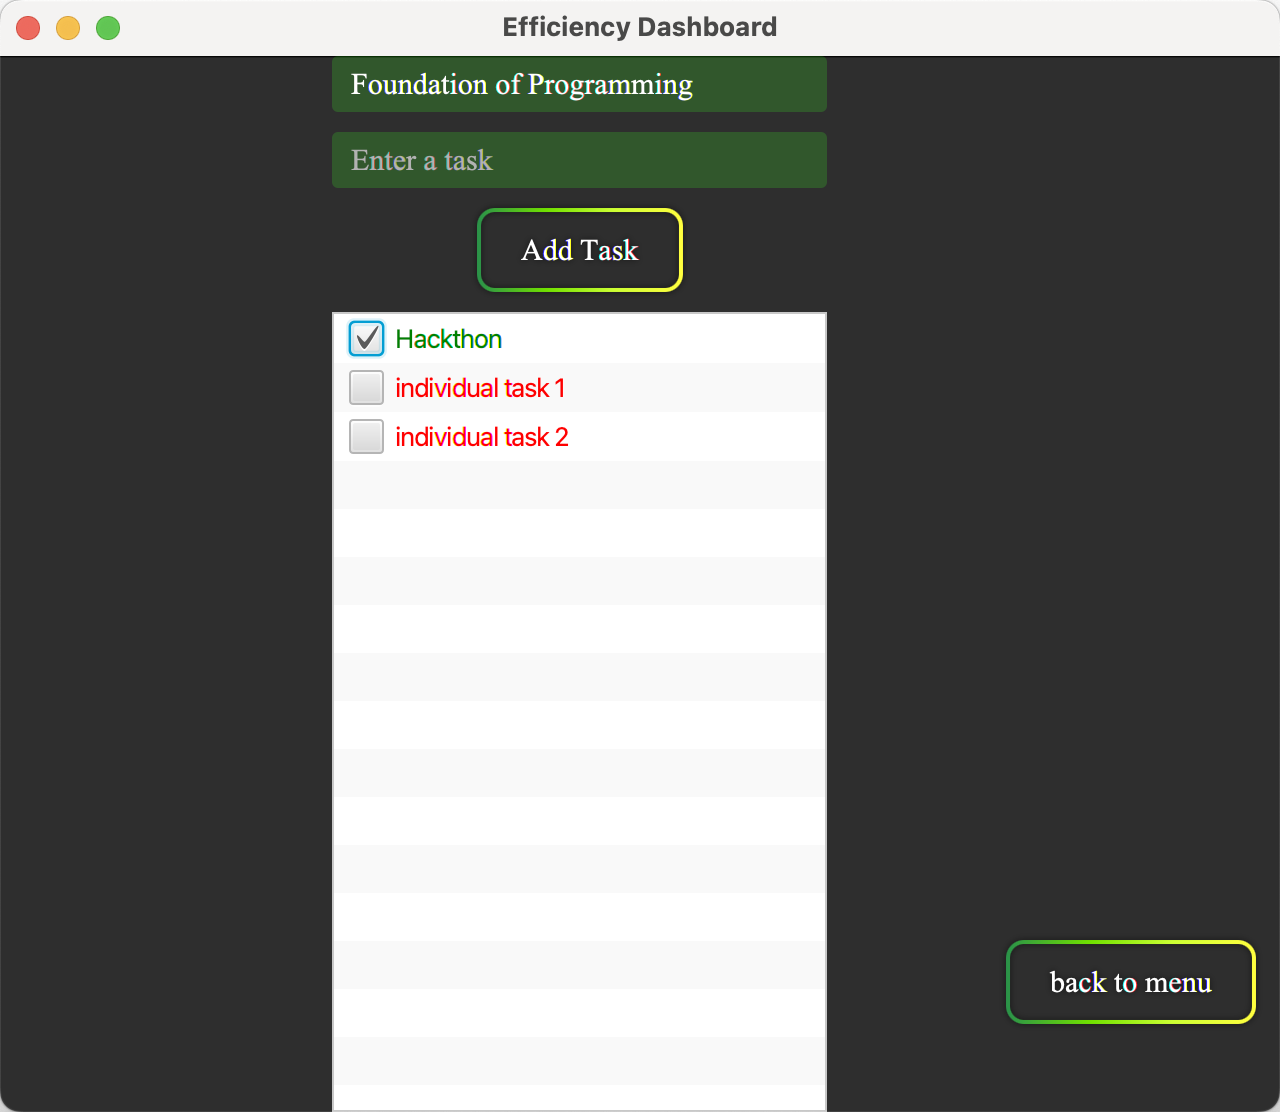 Efficiency Dashboard
Foundation of Programming
Enter a task
Add Task
Hackthon
individual task 1
individual task 2
back to menu